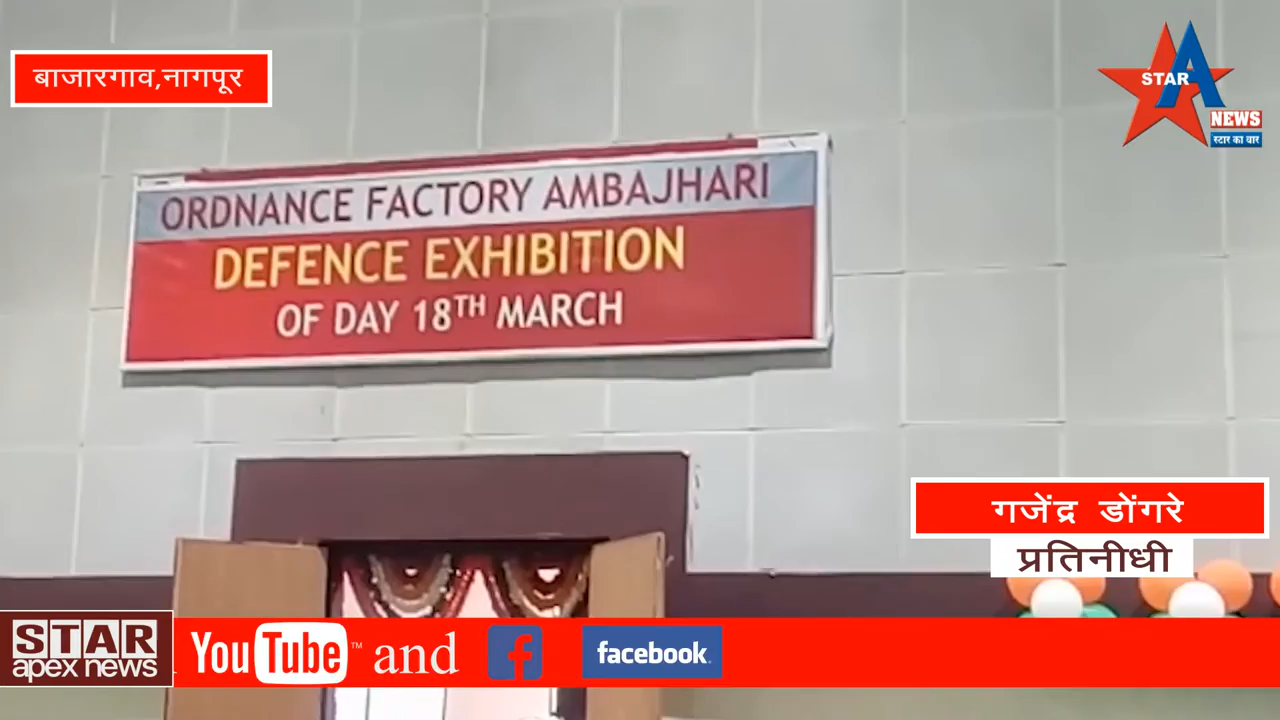 बाजारगाव,नागपूर
STAR A
NEWS
स्टार का वार
ORDNANCE FACTORY AMBAJHARI
DEFENCE EXHIBITION
OF DAY 18TH MARCH
गजेंद्र डोंगरे
प्रतिनीधी
STAR
apex news
YouTube™ and f facebook